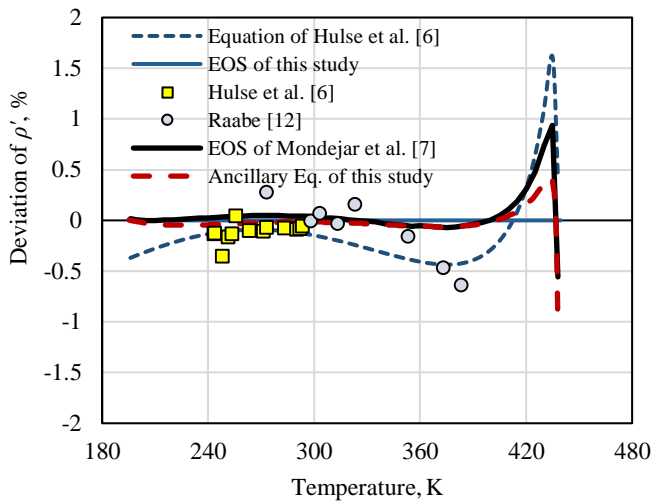 2
1.5
1
0.5
0
-0.5
-1
-1.5
-2
Deviation of ρ′, %
Equation of Hulse et al. [6]
EOS of this study
Hulse et al. [6]
Raabe [12]
EOS of Mondejar et al. [7]
Ancillary Eq. of this study
180 240 300 360 420 480
Temperature, K